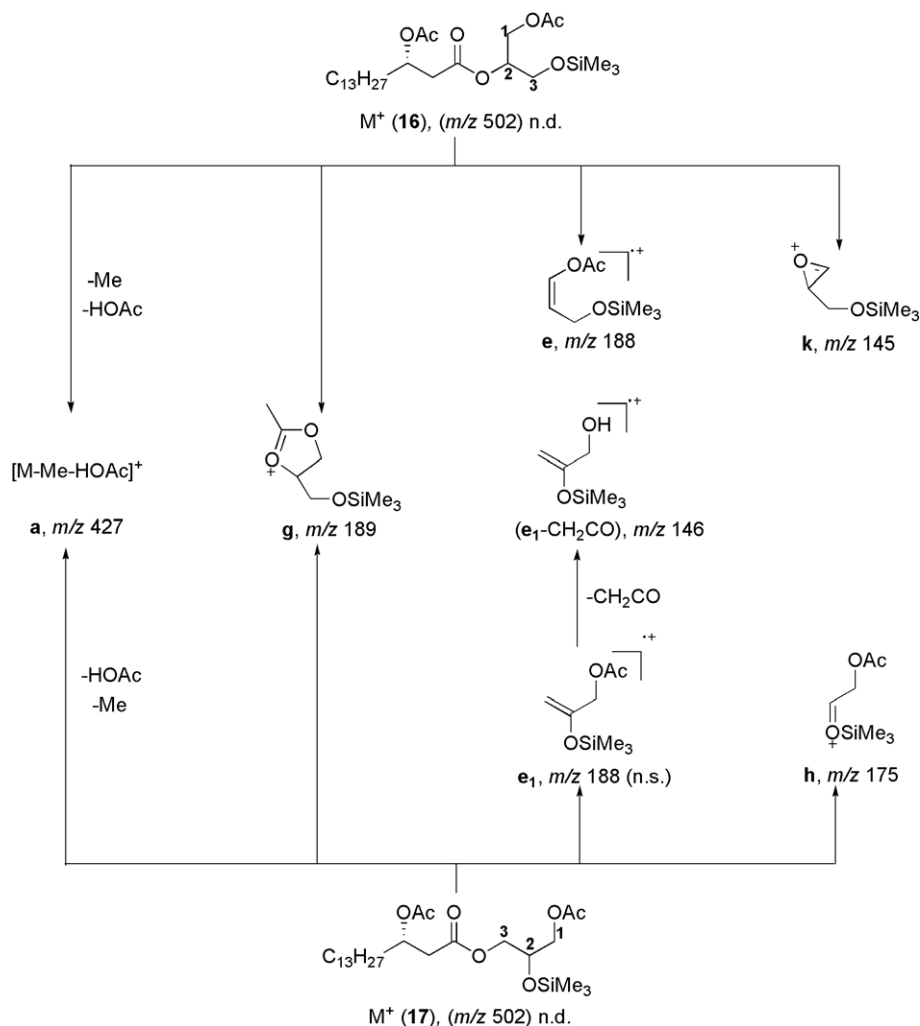 OAc
1
OAc
O
C13H27
O
2
3
OSiMe3
M+ (16), (m/z 502) n.d.
-Me
-HOAc
·+
OAc
OSiMe3
e, m/z 188
O
+
OSiMe3
k, m/z 145
[M-Me-HOAc]+
a, m/z 427
O
O
+
OSiMe3
g, m/z 189
·+
OH
OSiMe3
(e1-CH2CO), m/z 146
-CH2CO
-HOAc
-Me
·+
OAc
OSiMe3
e1, m/z 188 (n.s.)
OAc
OSiMe3
+
h, m/z 175
OAc
O
OAc
C13H27
O
3
2
1
OSiMe3
M+ (17), (m/z 502) n.d.